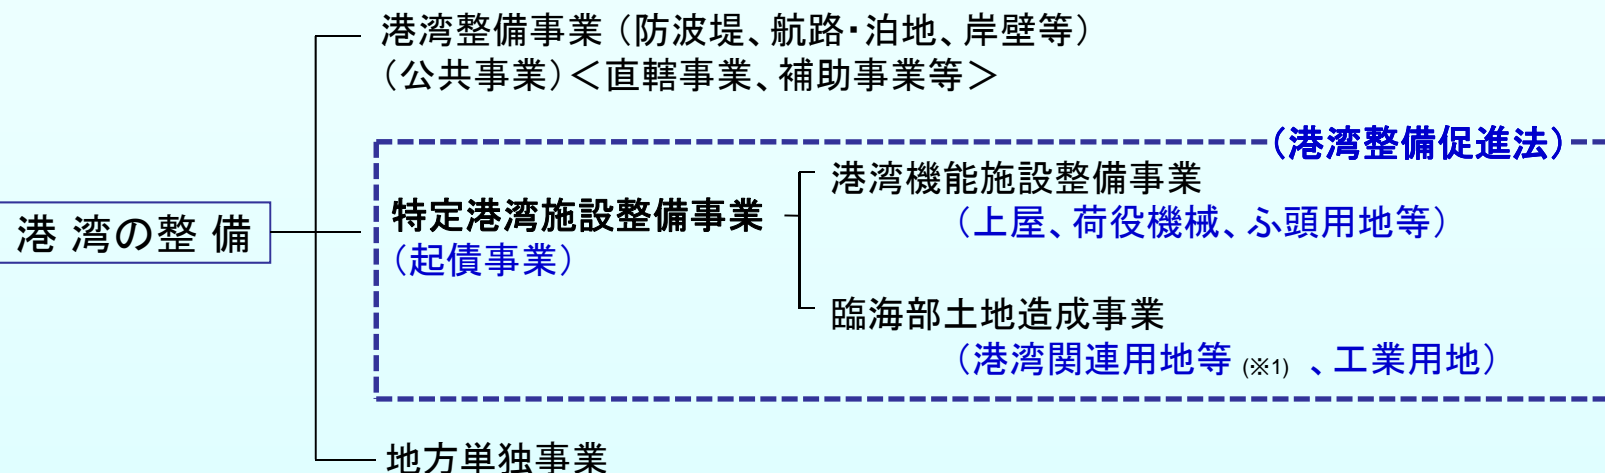 港湾整備事業（防波堤、航路・泊地、岸壁等）
（公共事業）＜直轄事業、補助事業等＞
（港湾整備促進法）
港湾機能施設整備事業
（上屋、荷役機械、ふ頭用地等）
特定港湾施設整備事業
（起債事業）
港 湾の整 備
臨海部土地造成事業
（港湾関連用地等 (※1) 、工業用地）
地方単独事業